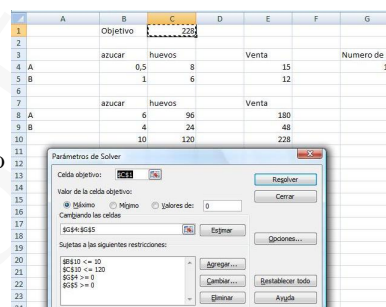 A B C D E F G
1 Objetivo 228
2
3 azucar huevos Venta Numero de
4 A 0,5 8 15 1
5 B 1 6 12
6
7 azucar huevos Venta
8 A 6 96 180
9 B 4 24 48
10 10 120 228
11
12 Parámetros de Solver
13 Celda objetivo: $C$1 Resolver
14 Valor de la celda objetivo: Cerrar
15 Máximo Mínimo Valores de: 0
16 Cambiando las celdas
17 $G$4:$G$5 Estimar
18 Opciones...
19 Sujetas a las siguientes restricciones:
20 $B$10 <= 10 Agregar...
21 $C$10 <= 120
22 $G$4 >= 0 Cambiar... Restablecer todo
23 $G$5 >= 0 Eliminar Ayuda
24